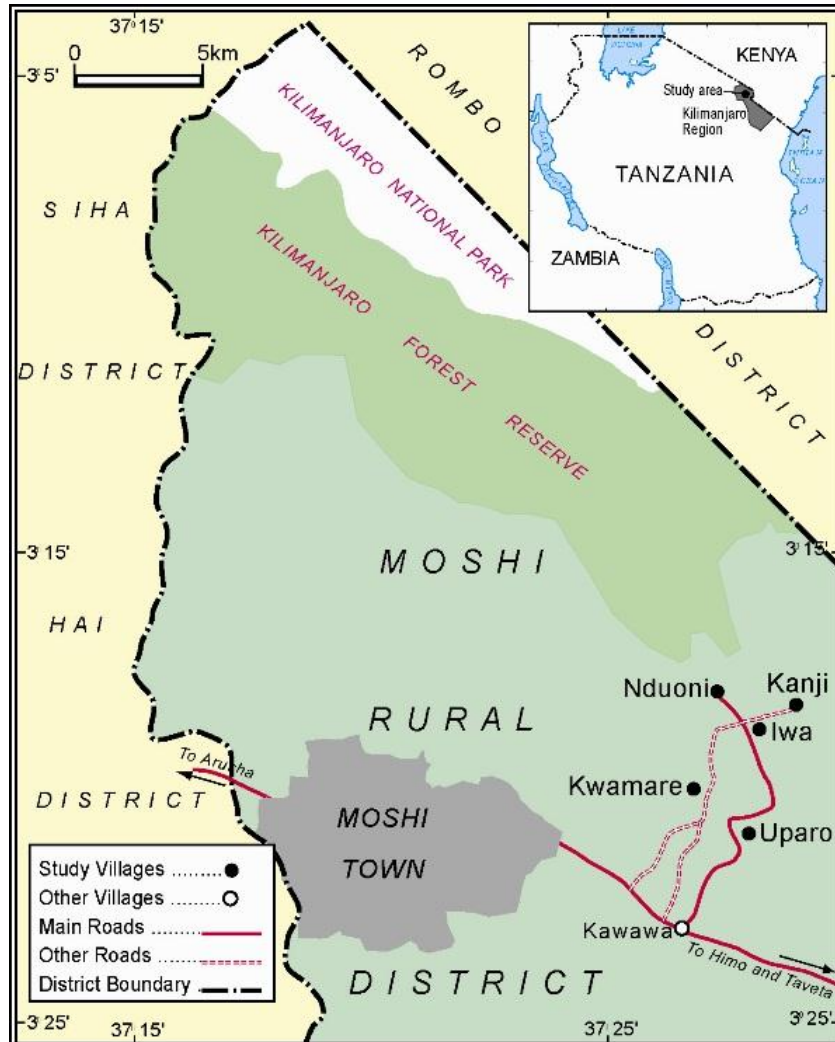 37° 15'
0 5km
3° 5'
ROMBO
DISTRICT
KENYA
Study area
Kilimanjaro
Region
TANZANIA
ZAMBIA
KILIMANJARO NATIONAL PARK
SIHA
DISTRICT
KILIMANJARO FOREST RESERVE
3° 15'
3° 15'
MOSHI
HAI
DISTRICT
RURAL
Nduoni
Kanji
Iwa
To Arusha
Kwamare
MOSHI
TOWN
Uparo
Kawawa
To Himo and Taveta
DISTRICT
Study Villages
Other Villages
Main Roads
Other Roads
District Boundary
3° 25'
3° 25'
37° 15'
37° 25'